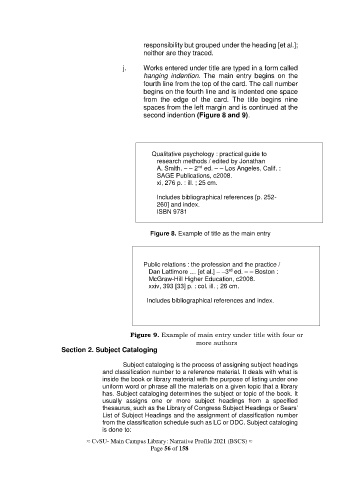 responsibility but grouped under the heading [et al.];
neither are they traced.
j. Works entered under title are typed in a form called
hanging indention. The main entry begins on the
fourth line from the top of the card. The call number
begins on the fourth line and is indented one space
from the edge of the card. The title begins nine
spaces from the left margin and is continued at the
second indention (Figure 8 and 9).
Qualitative psychology : practical guide to
research methods / edited by Jonathan
A. Smith. – – 2nd ed. – – Los Angeles, Calif. :
SAGE Publications, c2008.
xi, 276 p. : ill. ; 25 cm.
Includes bibliographical references [p. 252-
260] and index.
ISBN 9781
Figure 8. Example of title as the main entry
Public relations : the profession and the practice /
Dan Lattimore ... [et al.] – –3rd ed. – – Boston :
McGraw-Hill Higher Education, c2008.
xxiv, 393 [33] p. : col. ill. ; 26 cm.
Includes bibliographical references and index.
Figure 9. Example of main entry under title with four or
more authors
Section 2. Subject Cataloging
Subject cataloging is the process of assigning subject headings
and classification number to a reference material. It deals with what is
inside the book or library material with the purpose of listing under one
uniform word or phrase all the materials on a given topic that a library
has. Subject cataloging determines the subject or topic of the book. It
usually assigns one or more subject headings from a specified
thesaurus, such as the Library of Congress Subject Headings or Sears'
List of Subject Headings and the assignment of classification number
from the classification schedule such as LC or DDC. Subject cataloging
is done to:
= CvSU- Main Campus Library: Narrative Profile 2021 (BSCS) =
Page 56 of 158